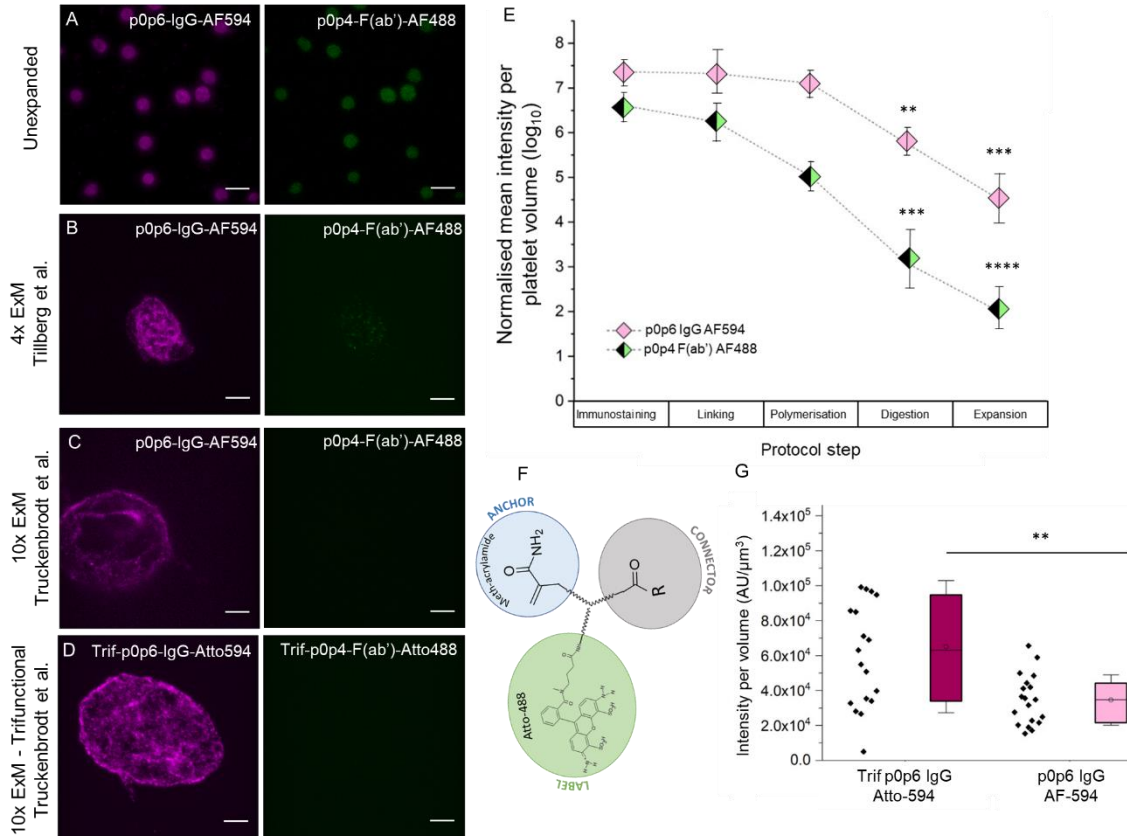 A
p0p6-IgG-AF594
p0p4-F(ab')-AF488
Unexpanded
B
p0p6-IgG-AF594
p0p4-F(ab')-AF488
4x ExM
Tillberg et al.
C
p0p6-IgG-AF594
p0p4-F(ab')-AF488
10x ExM
Truckenbrodt et al.
D
Trif-p0p6-IgG-Atto594
Trif-p0p4-F(ab')-Atto488
10x ExM - Trifunctional
Truckenbrodt et al.
E
Normalised mean intensity per
platelet volume (log10)
8
7
6
5
4
3
2
1
0
**
***
***
****
p0p6 IgG AF594
p0p4 F(ab') AF488
Immunostaining
Linking
Polymerisation
Digestion
Expansion
Protocol step
F
ANCHOR
Meth-acrylamide
NH2
O
CONNECTOR
O
R
Atto-488
LABEL
G
Intensity per volume (AU/µm³)
1.4x10⁵
1.2x10⁵
1.0x10⁵
8.0x10⁴
6.0x10⁴
4.0x10⁴
2.0x10⁴
0.0
**
Trif p0p6 IgG
Atto-594
p0p6 IgG
AF-594